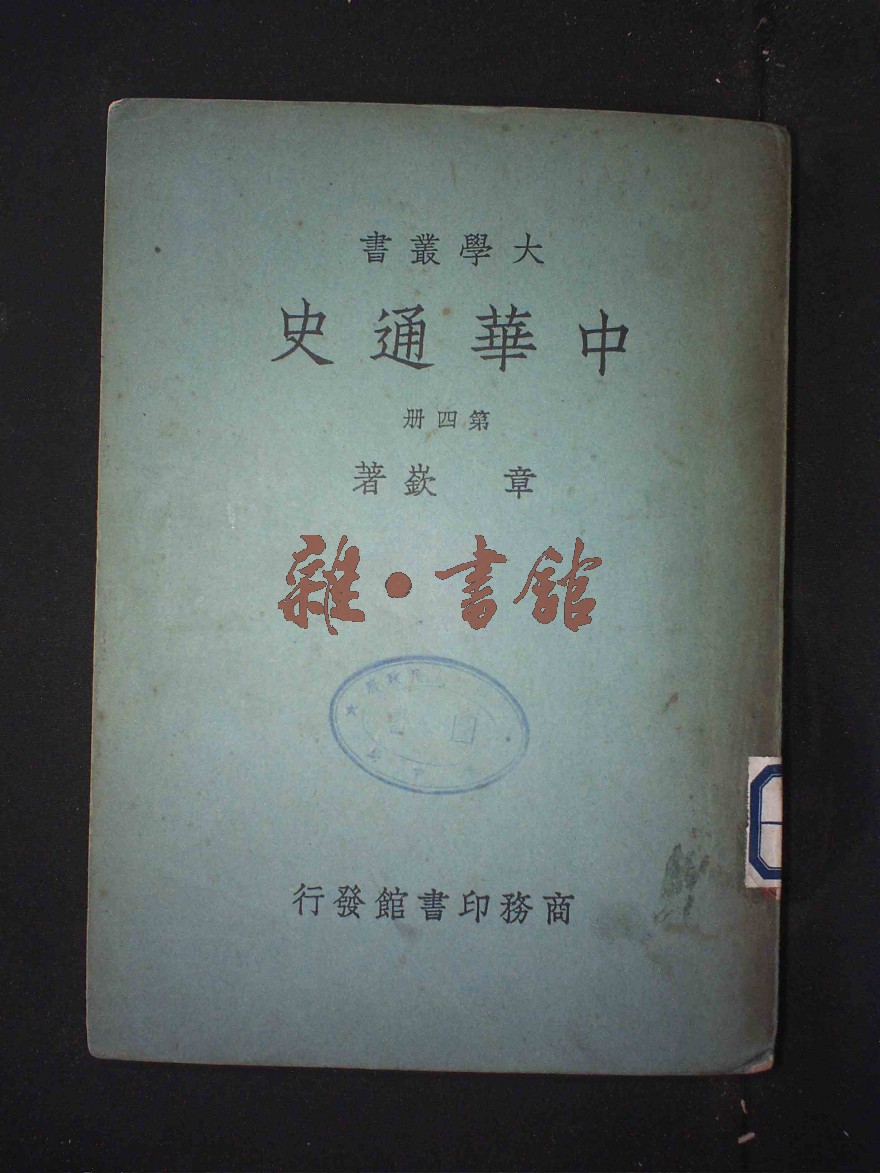 大學叢書
中華通史
第四册
章嶔著
雜·書館
商務印書館發行